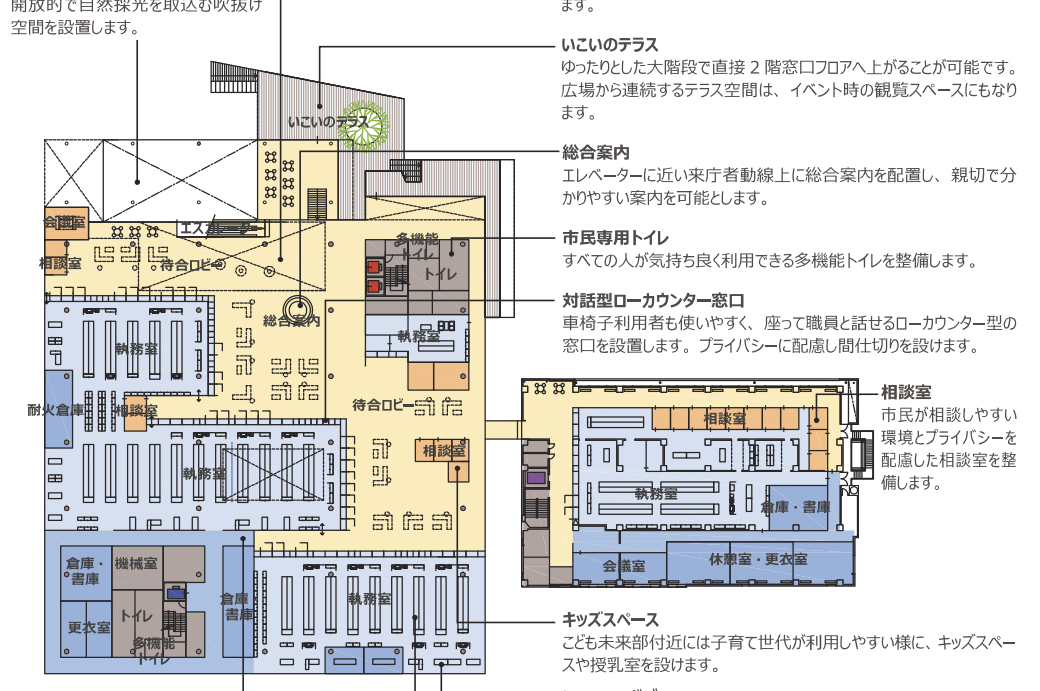 開放的で自然採光を取込む吹抜け
空間を設置します。
ます。
いこいのテラス
ゆったりとした大階段で直接 2 階窓口フロアへ上がることが可能です。
広場から連続するテラス空間は、イベント時の観覧スペースにもなり
ます。
総合案内
エレベーターに近い来庁者動線上に総合案内を配置し、親切で分
かりやすい案内を可能とします。
市民専用トイレ
すべての人が気持ち良く利用できる多機能トイレを整備します。
対話型ローカウンター窓口
車椅子利用者も使いやすく、座って職員と話せるローカウンター型の
窓口を設置します。プライバシーに配慮し間仕切りを設けます。
相談室
市民が相談しやすい
環境とプライバシーを
配慮した相談室を整
備します。
キッズスペース
こども未来部付近には子育て世代が利用しやすい様に、キッズスペー
スや授乳室を設けます。
いこいのテラス
会議室
エスカレーター
相談室
待合ロビー
多機能
トイレ
トイレ
総合案内
執務室
執務室
耐火倉庫
相談室
待合ロビー
執務室
相談室
倉庫・
書庫
機械室
トイレ
更衣室
多機能
トイレ
倉庫
書庫
執務室
相談室
執務室
倉庫・書庫
会議室
休憩室・更衣室